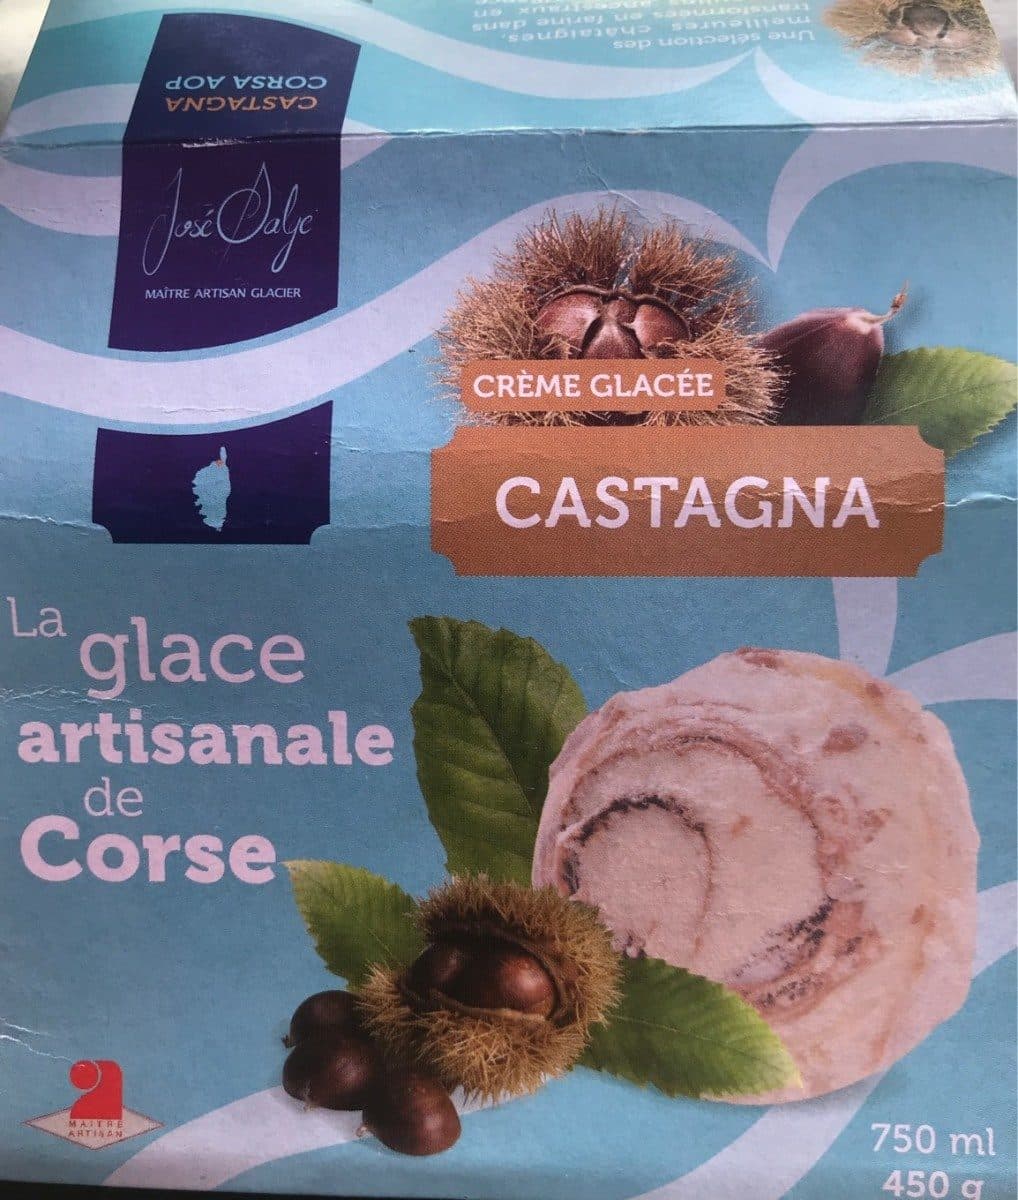 Une sélection des
meilleures châtaignes,
transformées en farine dans
CASTAGNA
CORSA AOP
José Salge
MAÎTRE ARTISAN GLACIER
CRÈME GLACÉE
CASTAGNA
La
glace
artisanale
de
Corse
MAITRE
ARTISAN
750 ml
450 g